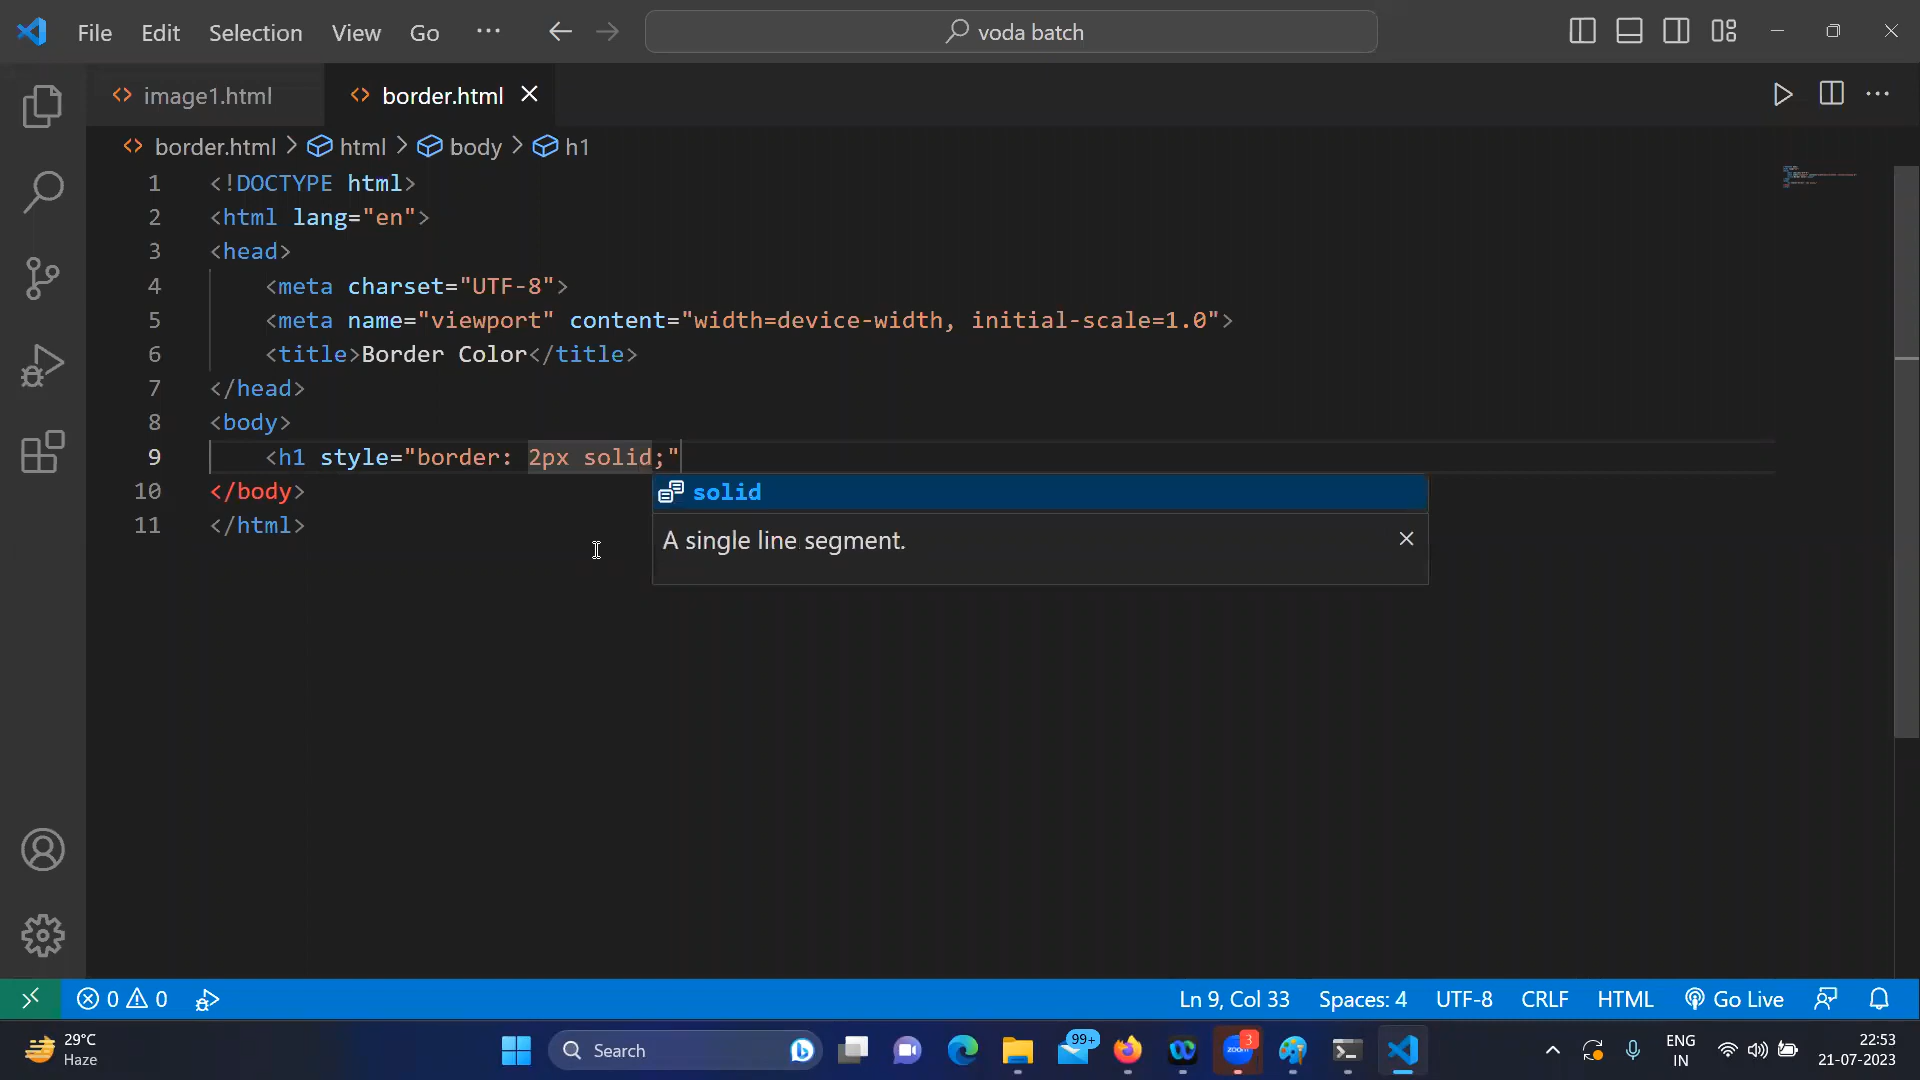 File Edit Selection View Go ··· voda batch
image1.html border.html
border.html > html > body > h1
1 <!DOCTYPE html>
2 <html lang="en">
3 <head>
4 <meta charset="UTF-8">
5 <meta name="viewport" content="width=device-width, initial-scale=1.0">
6 <title>Border Color</title>
7 </head>
8 <body>
9 <h1 style="border: 2px solid;"
10 </body>
solid
A single line segment.
11 </html>
0 0 Ln 9, Col 33 Spaces: 4 UTF-8 CRLF HTML Go Live
29°C
Haze
Search
99+
zoom
3
ENG
IN
22:53
21-07-2023